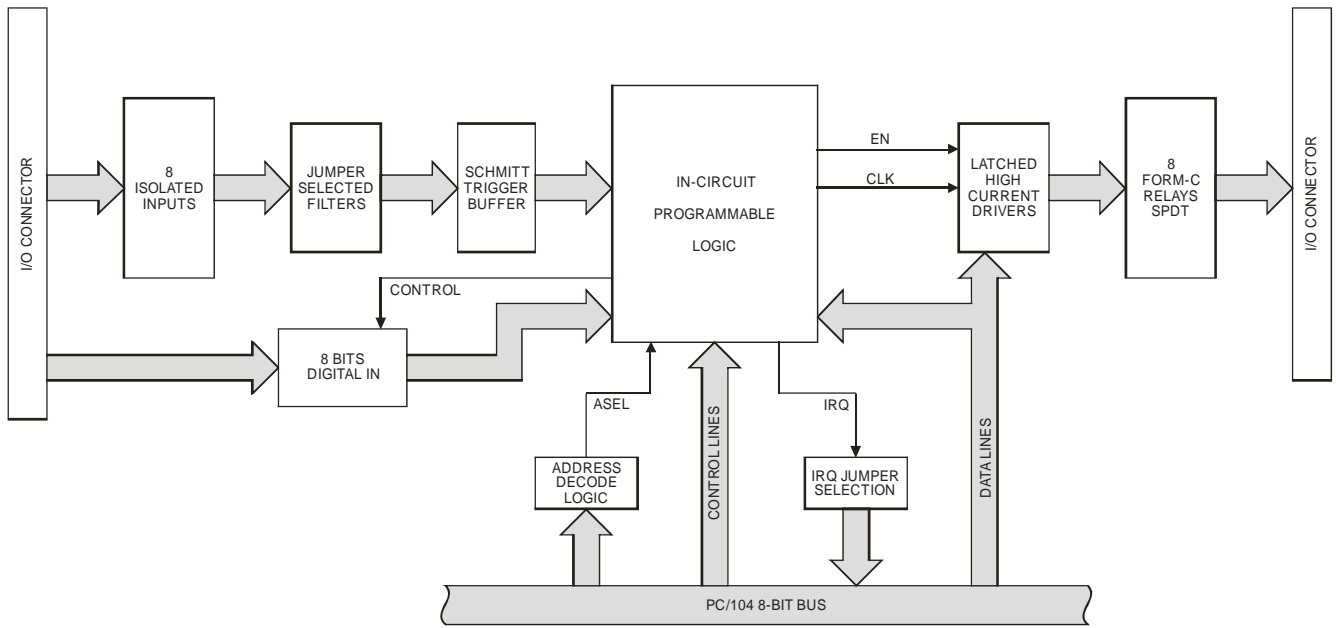 I/O CONNECTOR
8
ISOLATED
INPUTS
JUMPER
SELECTED
FILTERS
SCHMITT
TRIGGER
BUFFER
IN-CIRCUIT
PROGRAMMABLE
LOGIC
EN
CLK
LATCHED
HIGH
CURRENT
DRIVERS
8
FORM-C
RELAYS
SPDT
I/O CONNECTOR
CONTROL
8 BITS
DIGITAL IN
ASEL
ADDRESS
DECODE
LOGIC
CONTROL LINES
IRQ
IRQ JUMPER
SELECTION
DATA LINES
PC/104 8-BIT BUS